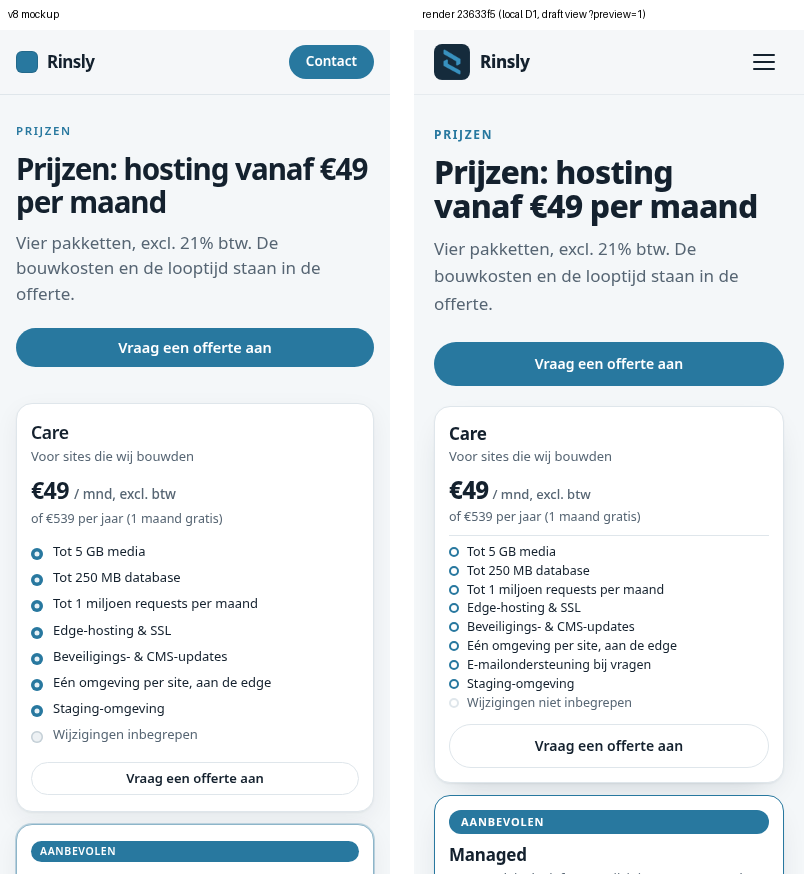 v8 mockup
Rinsly
Contact
PRIJZEN
Prijzen: hosting vanaf €49
per maand
Vier pakketten, excl. 21% btw. De
bouwkosten en de looptijd staan in de
offerte.
Vraag een offerte aan
Care
Voor sites die wij bouwden
€49 / mnd, excl. btw
of €539 per jaar (1 maand gratis)
Tot 5 GB media
Tot 250 MB database
Tot 1 miljoen requests per maand
Edge-hosting & SSL
Beveiligings- & CMS-updates
Eén omgeving per site, aan de edge
Staging-omgeving
Wijzigingen inbegrepen
Vraag een offerte aan
AANBEVOLEN
render 23633f5 (local D1, draft view ?preview=1)
Rinsly
PRIJZEN
Prijzen: hosting
vanaf €49 per maand
Vier pakketten, excl. 21% btw. De
bouwkosten en de looptijd staan in de
offerte.
Vraag een offerte aan
Care
Voor sites die wij bouwden
€49 / mnd, excl. btw
of €539 per jaar (1 maand gratis)
Tot 5 GB media
Tot 250 MB database
Tot 1 miljoen requests per maand
Edge-hosting & SSL
Beveiligings- & CMS-updates
Eén omgeving per site, aan de edge
E-mailondersteuning bij vragen
Staging-omgeving
Wijzigingen niet inbegrepen
Vraag een offerte aan
AANBEVOLEN
Managed